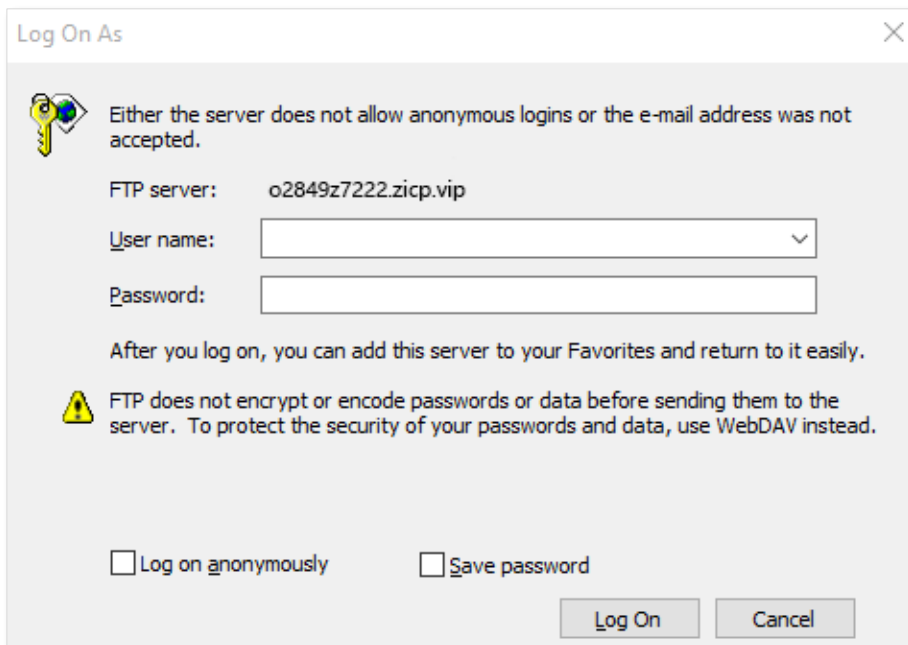 Log On As
Either the server does not allow anonymous logins or the e-mail address was not
accepted.
FTP server: o2849z7222.zicp.vip
User name:
Password:
After you log on, you can add this server to your Favorites and return to it easily.
FTP does not encrypt or encode passwords or data before sending them to the
server.  To protect the security of your passwords and data, use WebDAV instead.
Log on anonymously Save password
Log On Cancel